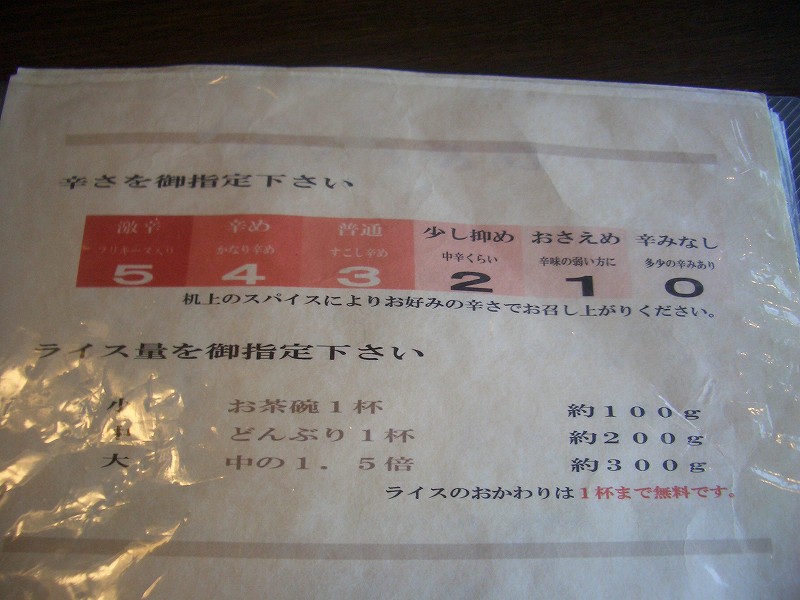 辛さを御指定下さい
激辛 辛め 普通 少し抑め おさえめ 辛みなし
かなり辛め すこし辛め 中辛くらい 辛味の弱い方に 多少の辛みあり
5 4 3 2 1 0
机上のスパイスによりお好みの辛さでお召し上がりください。
ライス量を御指定下さい
小 お茶碗1杯 約100g
中 どんぶり1杯 約200g
大 中の1.5倍 約300g
ライスのおかわりは1杯まで無料です。